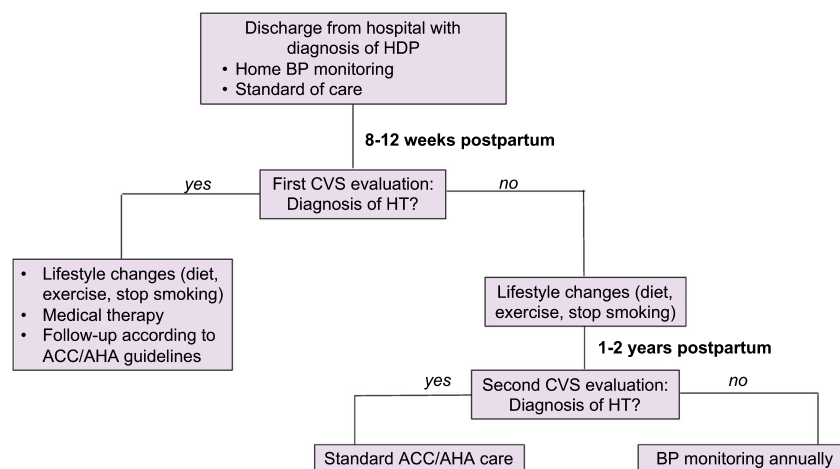 Discharge from hospital with
diagnosis of HDP
• Home BP monitoring
• Standard of care
8-12 weeks postpartum
yes
First CVS evaluation:
Diagnosis of HT?
no
• Lifestyle changes (diet,
exercise, stop smoking)
• Medical therapy
• Follow-up according to
ACC/AHA guidelines
Lifestyle changes (diet,
exercise, stop smoking)
1-2 years postpartum
yes
Second CVS evaluation:
Diagnosis of HT?
no
Standard ACC/AHA care
BP monitoring annually